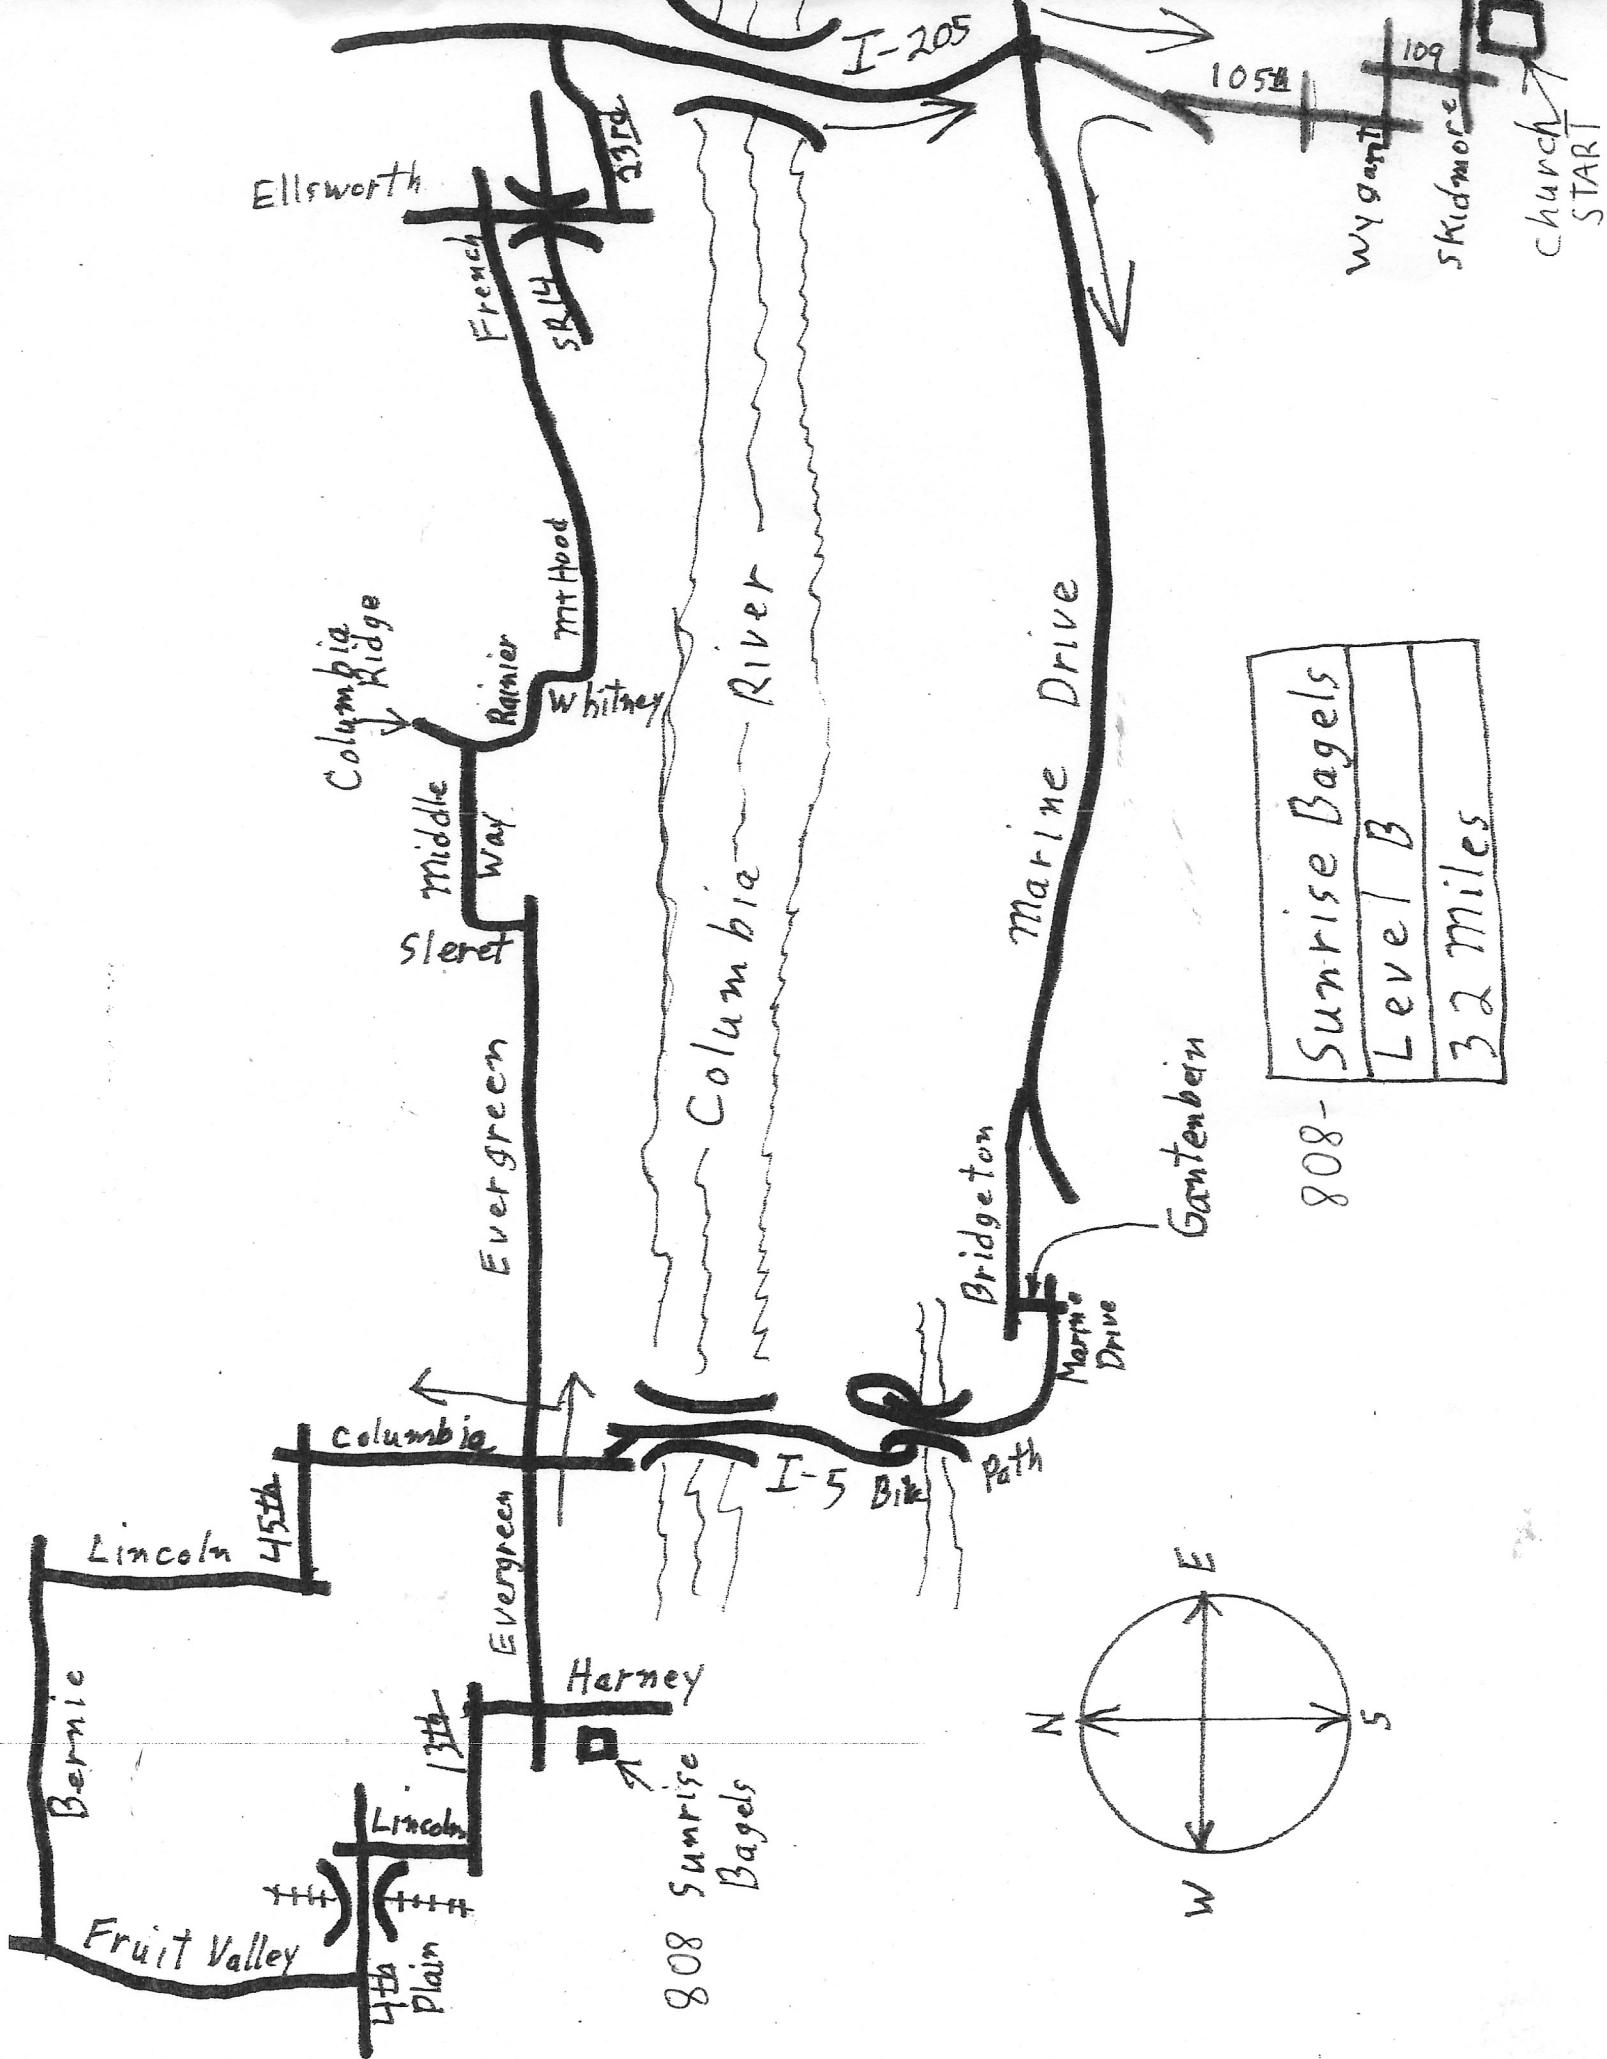 I-205
105th
109
Wygant
Skidmore
Church
START
23rd
Ellsworth
French
SR14
Mt Hood
Whitney
Rainier
Columbia
Ridge
Middle
Way
Sleret
Evergreen
Columbia River
Marine Drive
Bridgeton
Gantenbein
Marine
Drive
Path
I-5
Columbia
45th
Lincoln
Bernie
Fruit Valley
4th
Plain
Lincoln
13th
Evergreen
Harney
808 Sunrise
Bagels
N
E
S
W
808- Sunrise Bagels
Level B
32 Miles